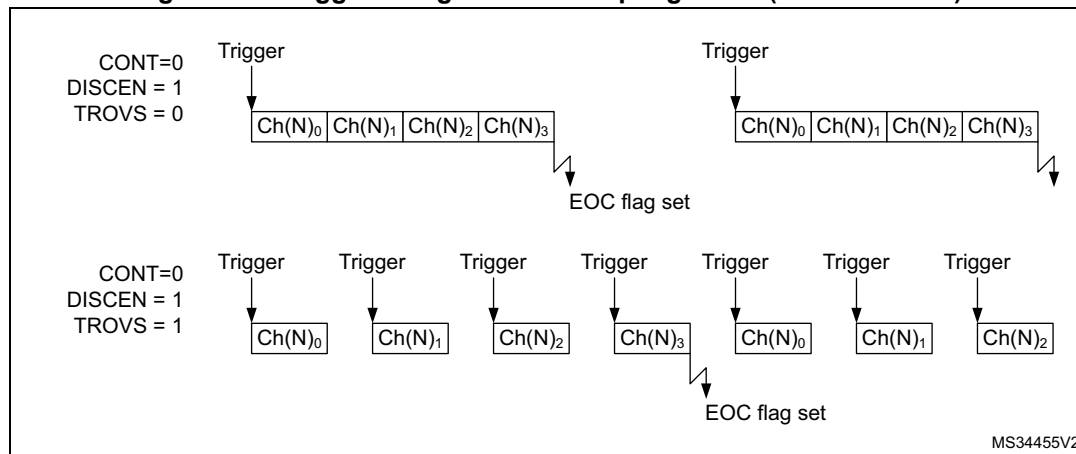 CONT=0
DISCEN = 1
TROVS = 0
Trigger Trigger
Ch(N)₀ Ch(N)₁ Ch(N)₂ Ch(N)₃ Ch(N)₀ Ch(N)₁ Ch(N)₂ Ch(N)₃
EOC flag set
CONT=0
DISCEN = 1
TROVS = 1
Trigger Trigger Trigger Trigger Trigger Trigger Trigger
Ch(N)₀ Ch(N)₁ Ch(N)₂ Ch(N)₃ Ch(N)₀ Ch(N)₁ Ch(N)₂
EOC flag set
MS34455V2